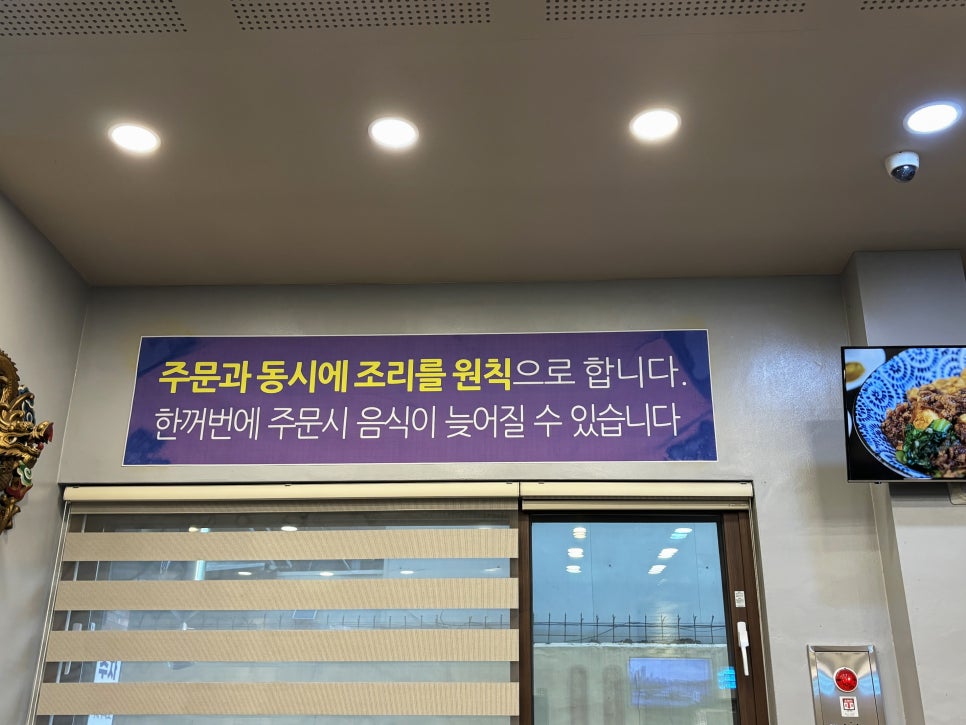 주문과 동시에 조리를 원칙으로 합니다.
한꺼번에 주문시 음식이 늦어질 수 있습니다